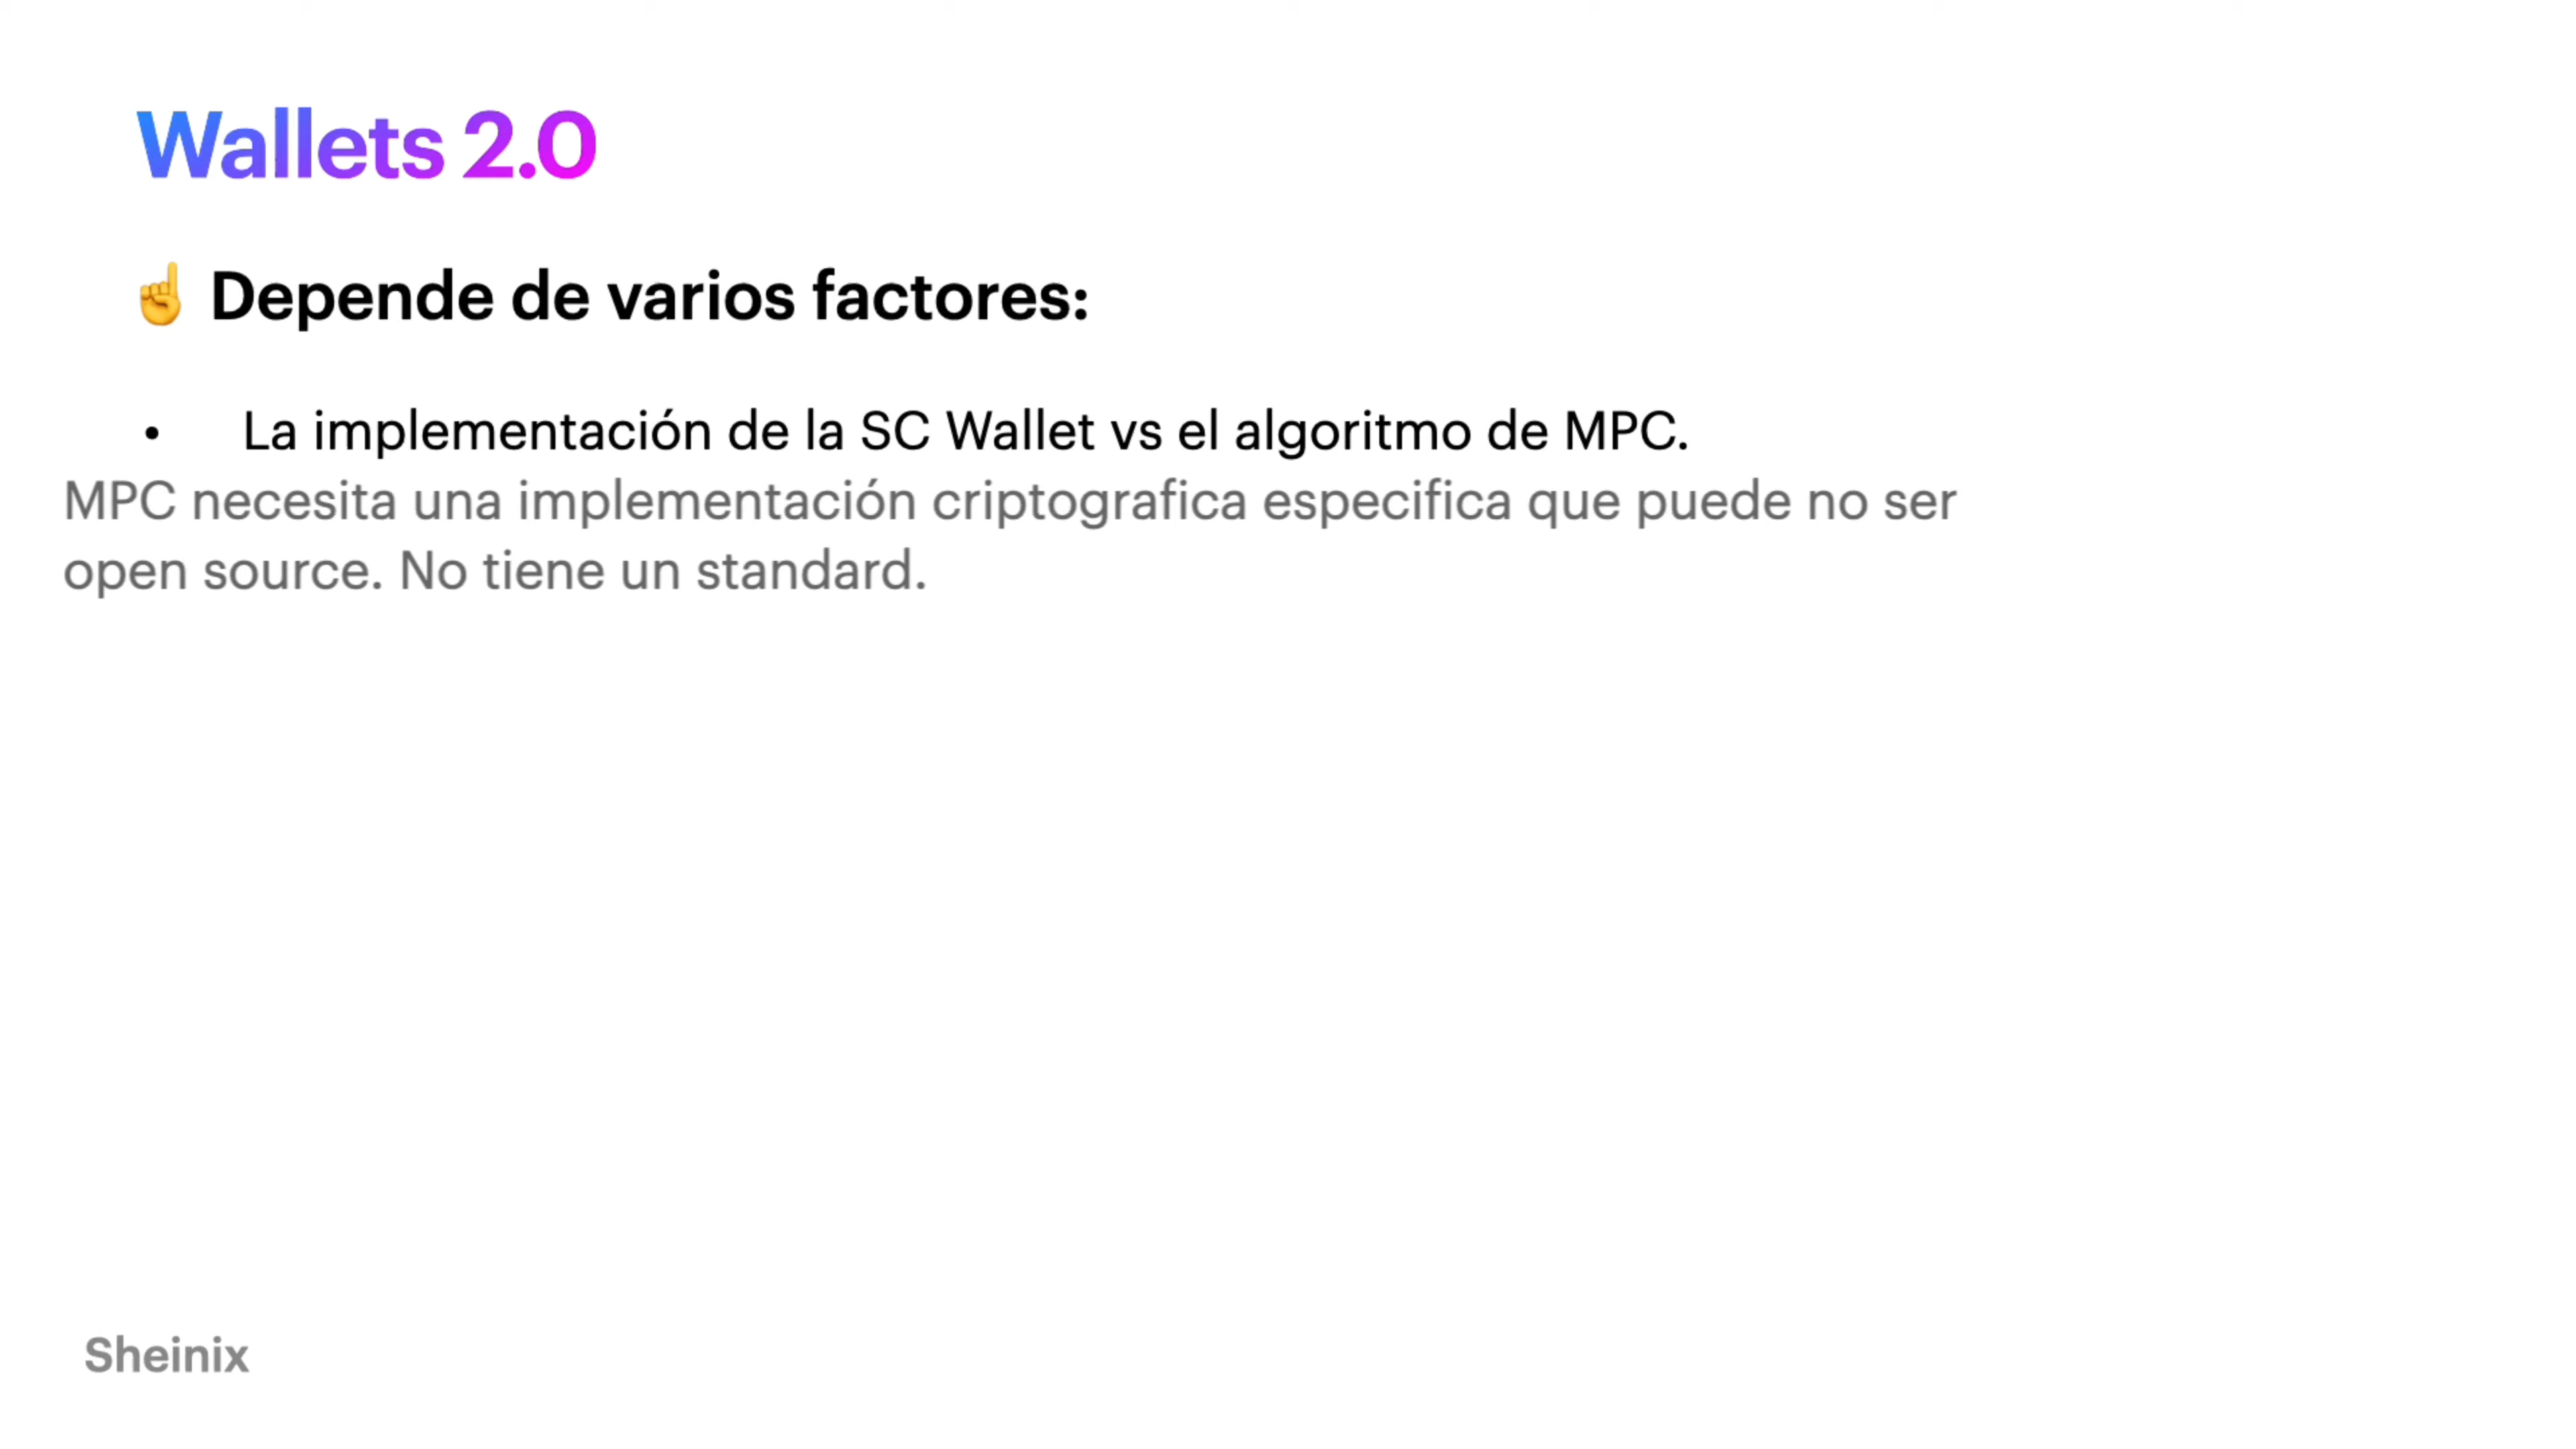 Wallets 2.0
☝️ Depende de varios factores:
• La implementación de la SC Wallet vs el algoritmo de MPC.
MPC necesita una implementación criptografica especifica que puede no ser
open source. No tiene un standard.
Sheinix